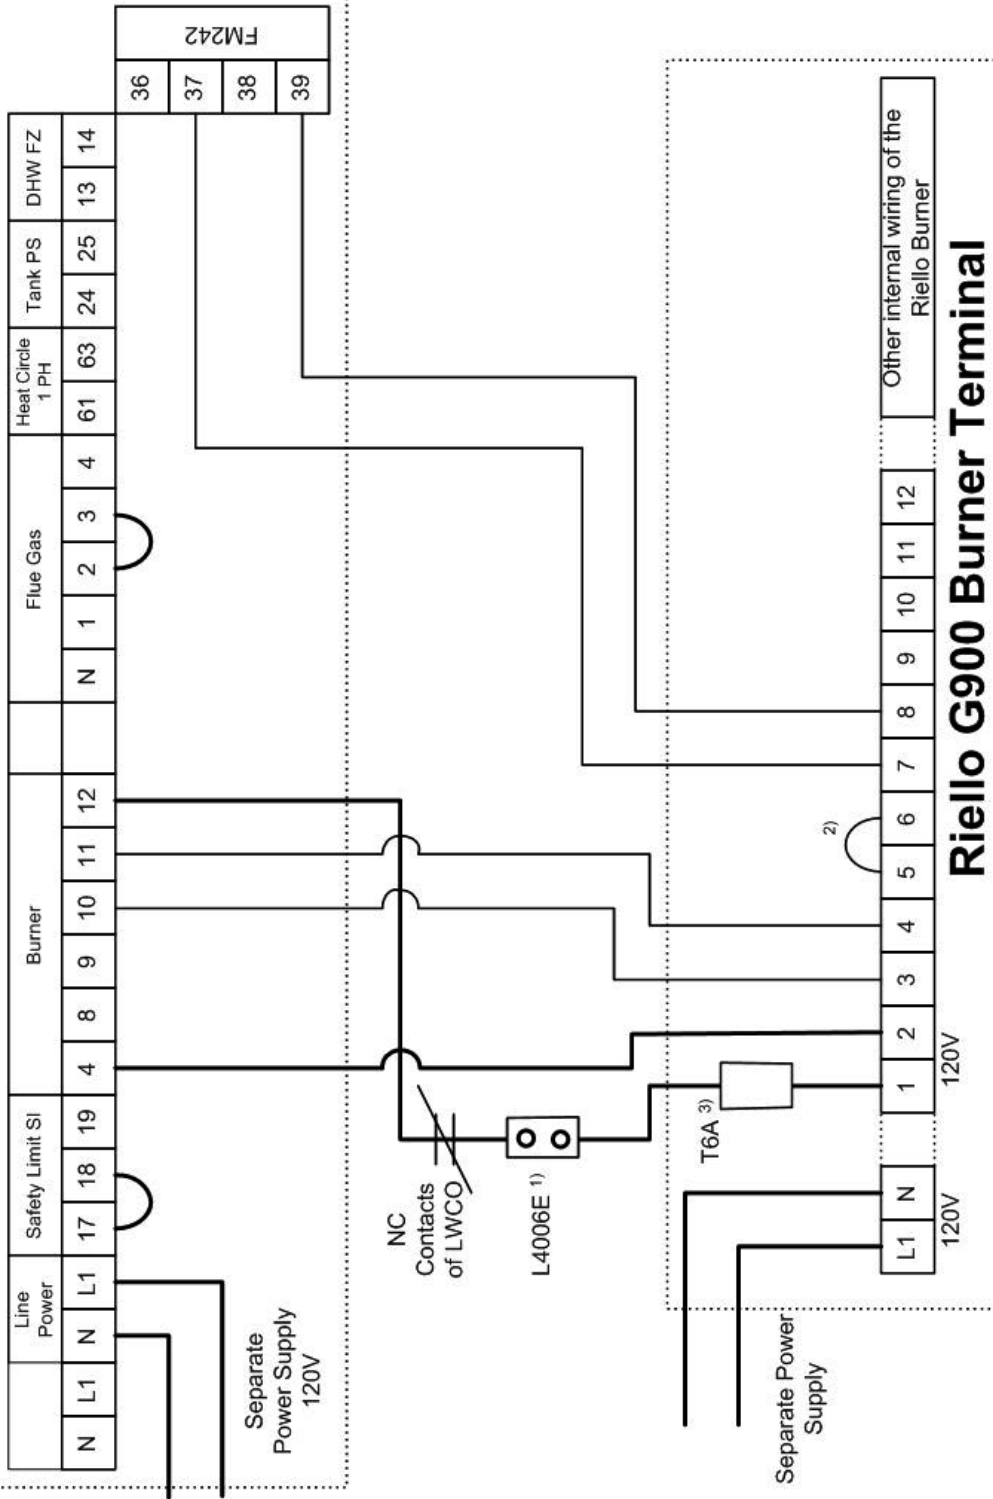 Line
Power
Safety Limit SI
Burner
Flue Gas
Heat Circle
1 PH
Tank PS
DHW FZ
N L1 N L1 17 18 19 4 8 9 10 11 12 N 1 2 3 4 61 63 24 25 13 14
36 37 38 39
FM242
Separate
Power Supply
120V
NC
Contacts
of LWCO
L4006E 1)
T6A 3)
2)
Separate Power
Supply
L1 N 1 2 3 4 5 6 7 8 9 10 11 12
Other internal wiring of the
Riello Burner
120V
120V
Riello G900 Burner Terminal